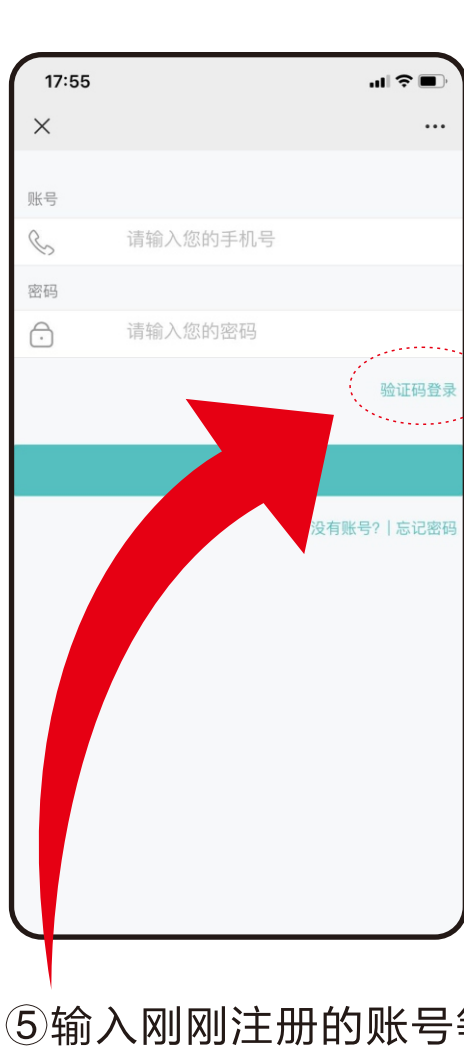 17:55
账号
请输入您的手机号
密码
请输入您的密码
验证码登录
没有账号? | 忘记密码
⑤输入刚刚注册的账号